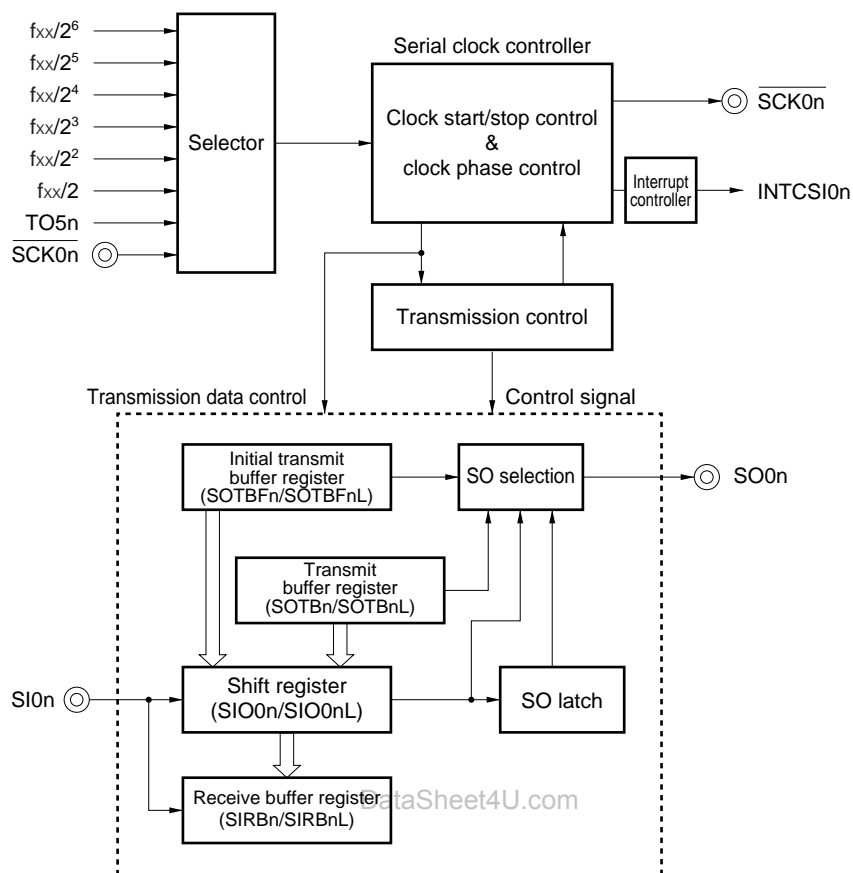 fxx/2⁶
fxx/2⁵
fxx/2⁴
fxx/2³
fxx/2²
fxx/2
TO5n
SCK0n
Selector
Serial clock controller
Clock start/stop control
&
clock phase control
SCK0n
Interrupt
controller
INTCSI0n
Transmission control
Transmission data control
Control signal
Initial transmit
buffer register
(SOTBFn/SOTBFnL)
SO selection
SO0n
Transmit
buffer register
(SOTBn/SOTBnL)
SI0n
Shift register
(SIO0n/SIO0nL)
SO latch
Receive buffer register
(SIRBn/SIRBnL)
DataSheet4U.com